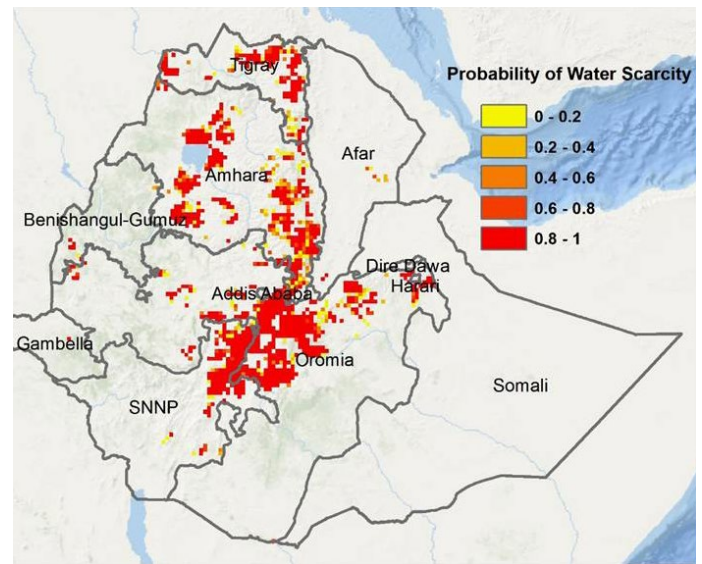 Tigray
Probability of Water Scarcity
0 - 0.2
0.2 - 0.4
0.4 - 0.6
0.6 - 0.8
0.8 - 1
Afar
Amhara
Benishangul-Gumuz
Dire Dawa
Harari
Addis Ababa
Gambella
Oromia
Somali
SNNP